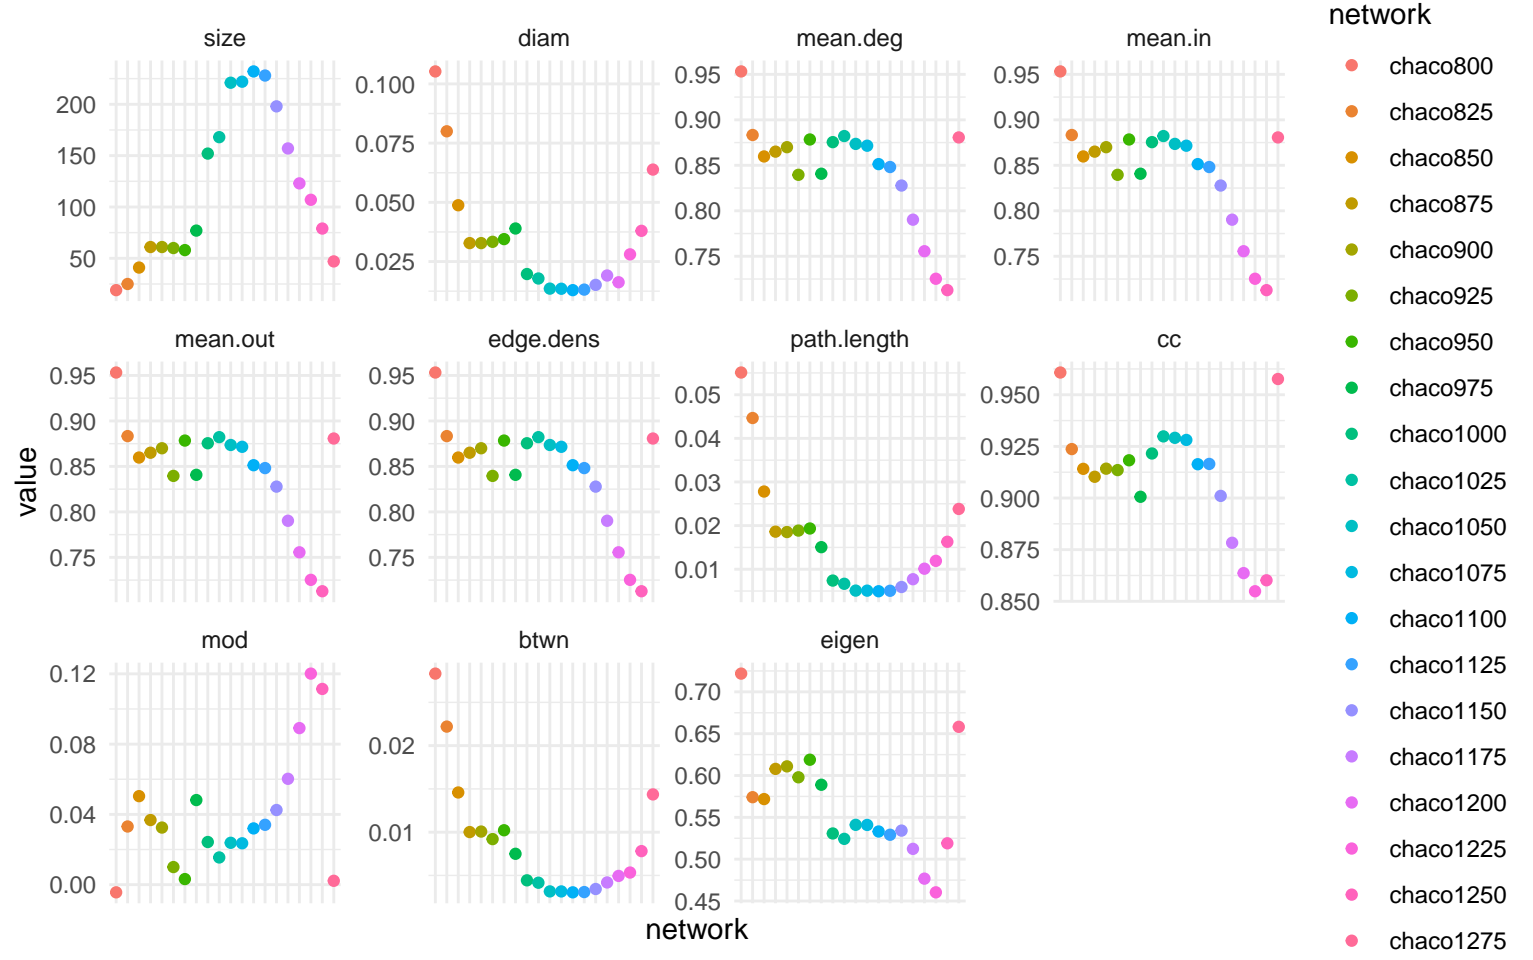 size
diam
mean.deg
mean.in
200
150
100
50
0.100
0.075
0.050
0.025
0.95
0.90
0.85
0.80
0.75
0.95
0.90
0.85
0.80
0.75
mean.out
edge.dens
path.length
cc
0.95
0.90
0.85
0.80
0.75
0.95
0.90
0.85
0.80
0.75
0.05
0.04
0.03
0.02
0.01
0.950
0.925
0.900
0.875
0.850
mod
btwn
eigen
0.12
0.08
0.04
0.00
0.02
0.01
0.70
0.65
0.60
0.55
0.50
0.45
value
network
network
chaco800
chaco825
chaco850
chaco875
chaco900
chaco925
chaco950
chaco975
chaco1000
chaco1025
chaco1050
chaco1075
chaco1100
chaco1125
chaco1150
chaco1175
chaco1200
chaco1225
chaco1250
chaco1275